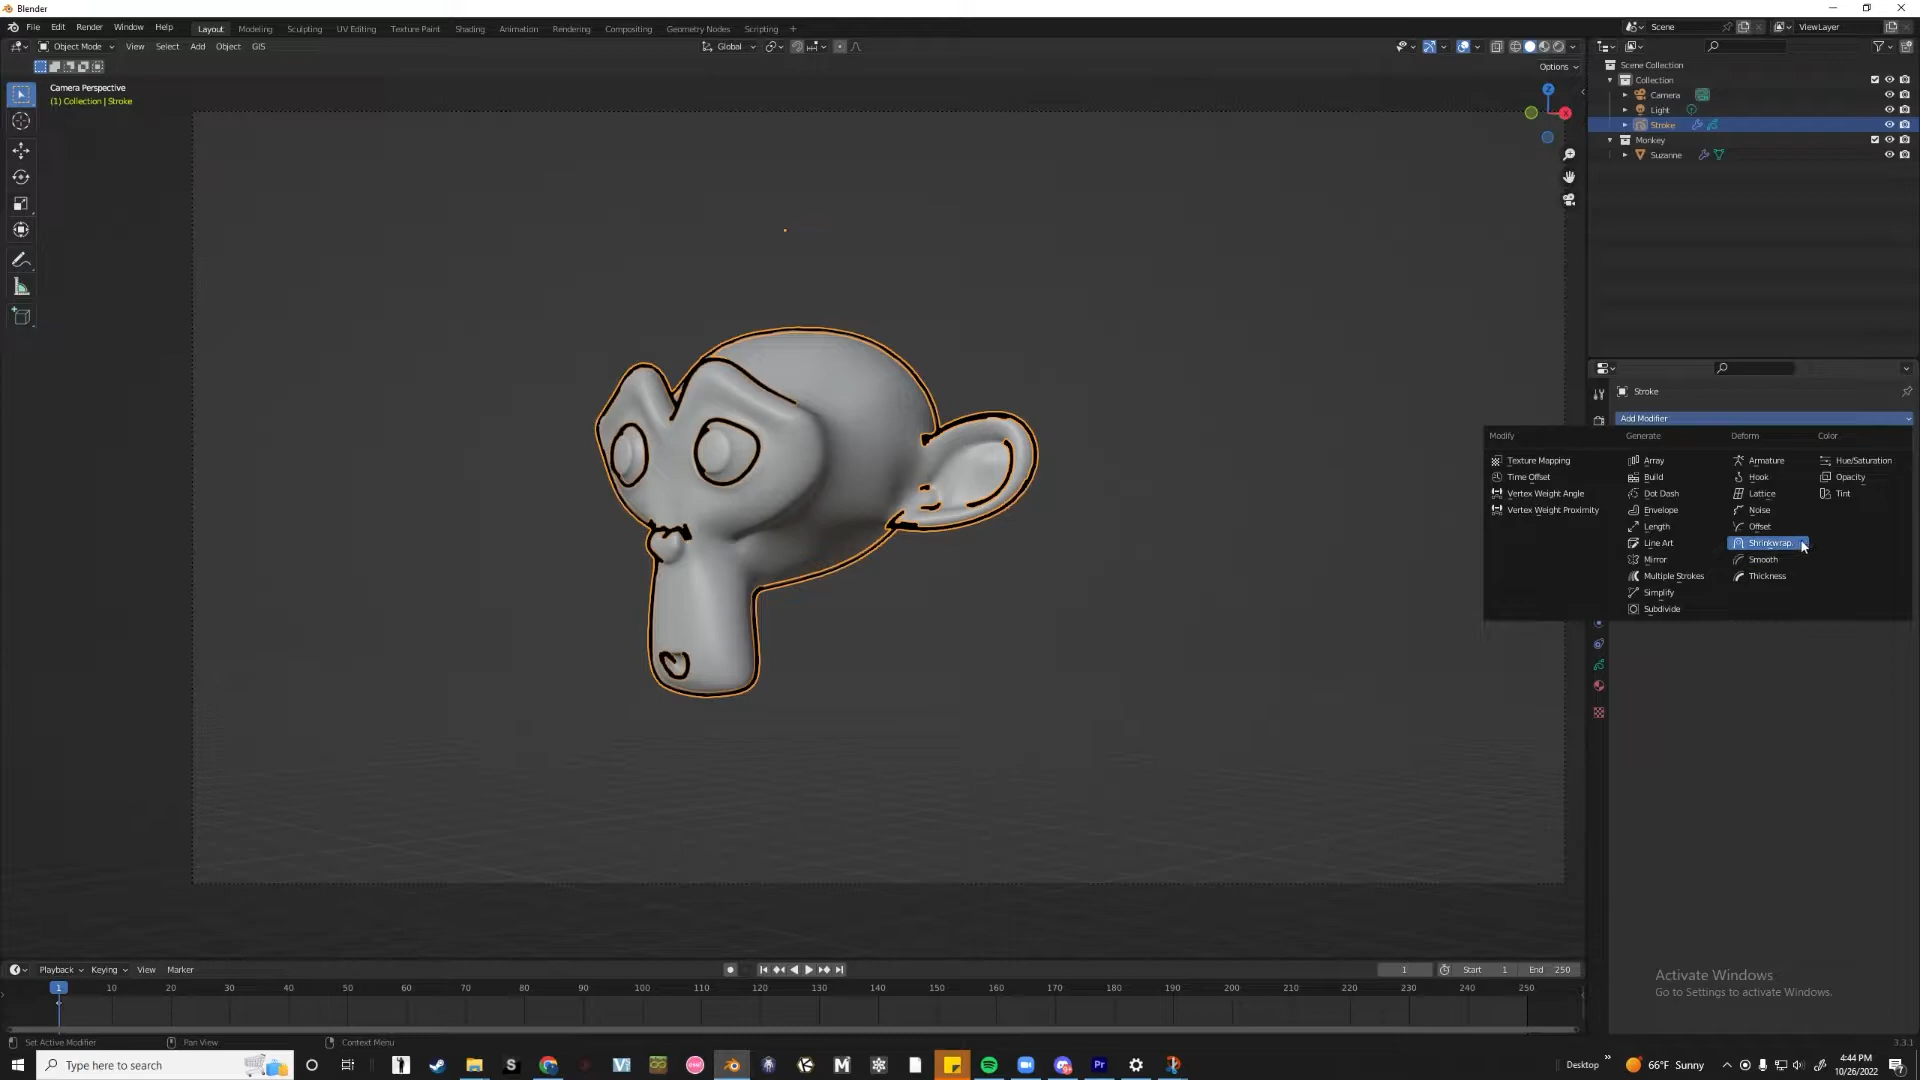 Blender
File Edit Render Window Help
Layout Modeling Sculpting UV Editing Texture Paint Shading Animation Rendering Compositing Geometry Nodes Scripting +
Scene
ViewLayer
Object Mode View Select Add Object GIS
Global
Options
Camera Perspective
(1) Collection | Stroke
Z
X
Scene Collection
Collection
Camera
Light
Stroke
Monkey
Suzanne
Stroke
Add Modifier
Modify Generate Deform Color
Texture Mapping Array Armature Hue/Saturation
Time Offset Build Hook Opacity
Vertex Weight Angle Dot Dash Lattice Tint
Vertex Weight Proximity Envelope Noise
Length Offset
Line Art Shrinkwrap
Mirror Smooth
Multiple Strokes Thickness
Simplify
Subdivide
Playback Keying View Marker
1 Start 1 End 250
1 10 20 30 40 50 60 70 80 90 100 110 120 130 140 150 160 170 180 190 200 210 220 230 240 250
Activate Windows
Go to Settings to activate Windows.
Set Active Modifier Pan View Context Menu
3.3.1
Type here to search
Desktop
66°F Sunny
4:44 PM
10/26/2022